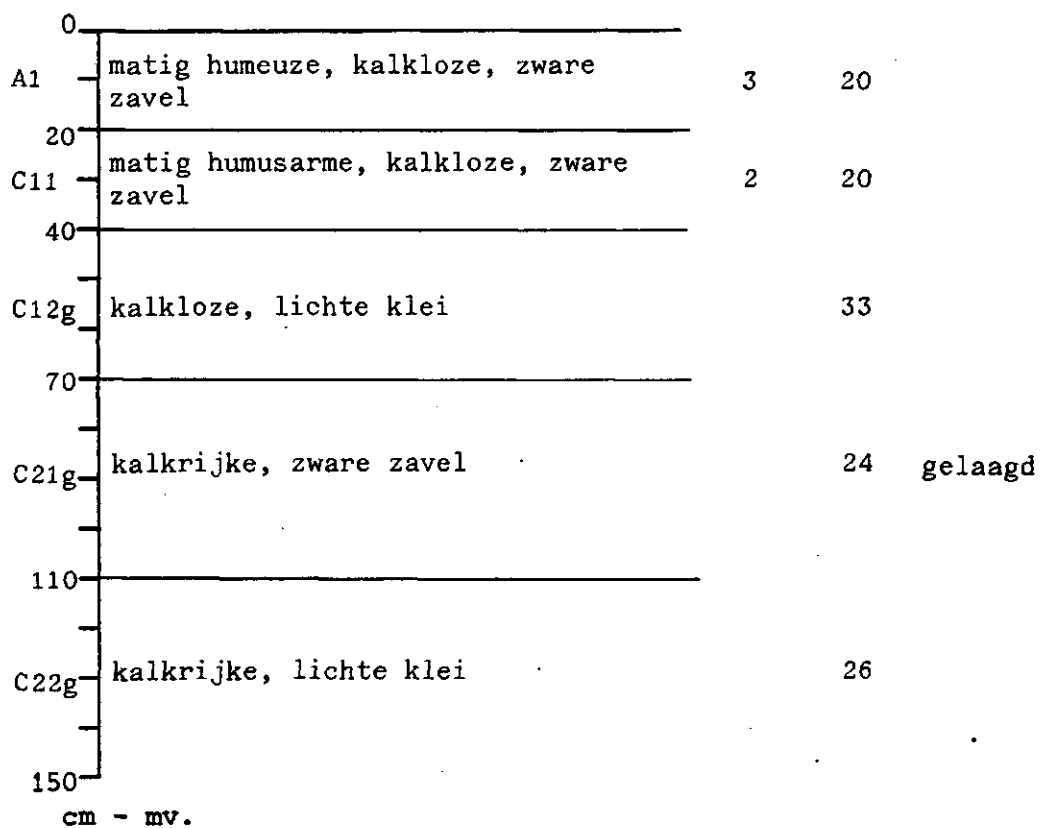 0
A1 matig humeuze, kalkloze, zware 3 20
zavel
20
C11 matig humusarme, kalkloze, zware 2 20
zavel
40
C12g kalkloze, lichte klei 33
70
C21g kalkrijke, zware zavel 24 gelaagd
110
C22g kalkrijke, lichte klei 26
150
cm - mv.